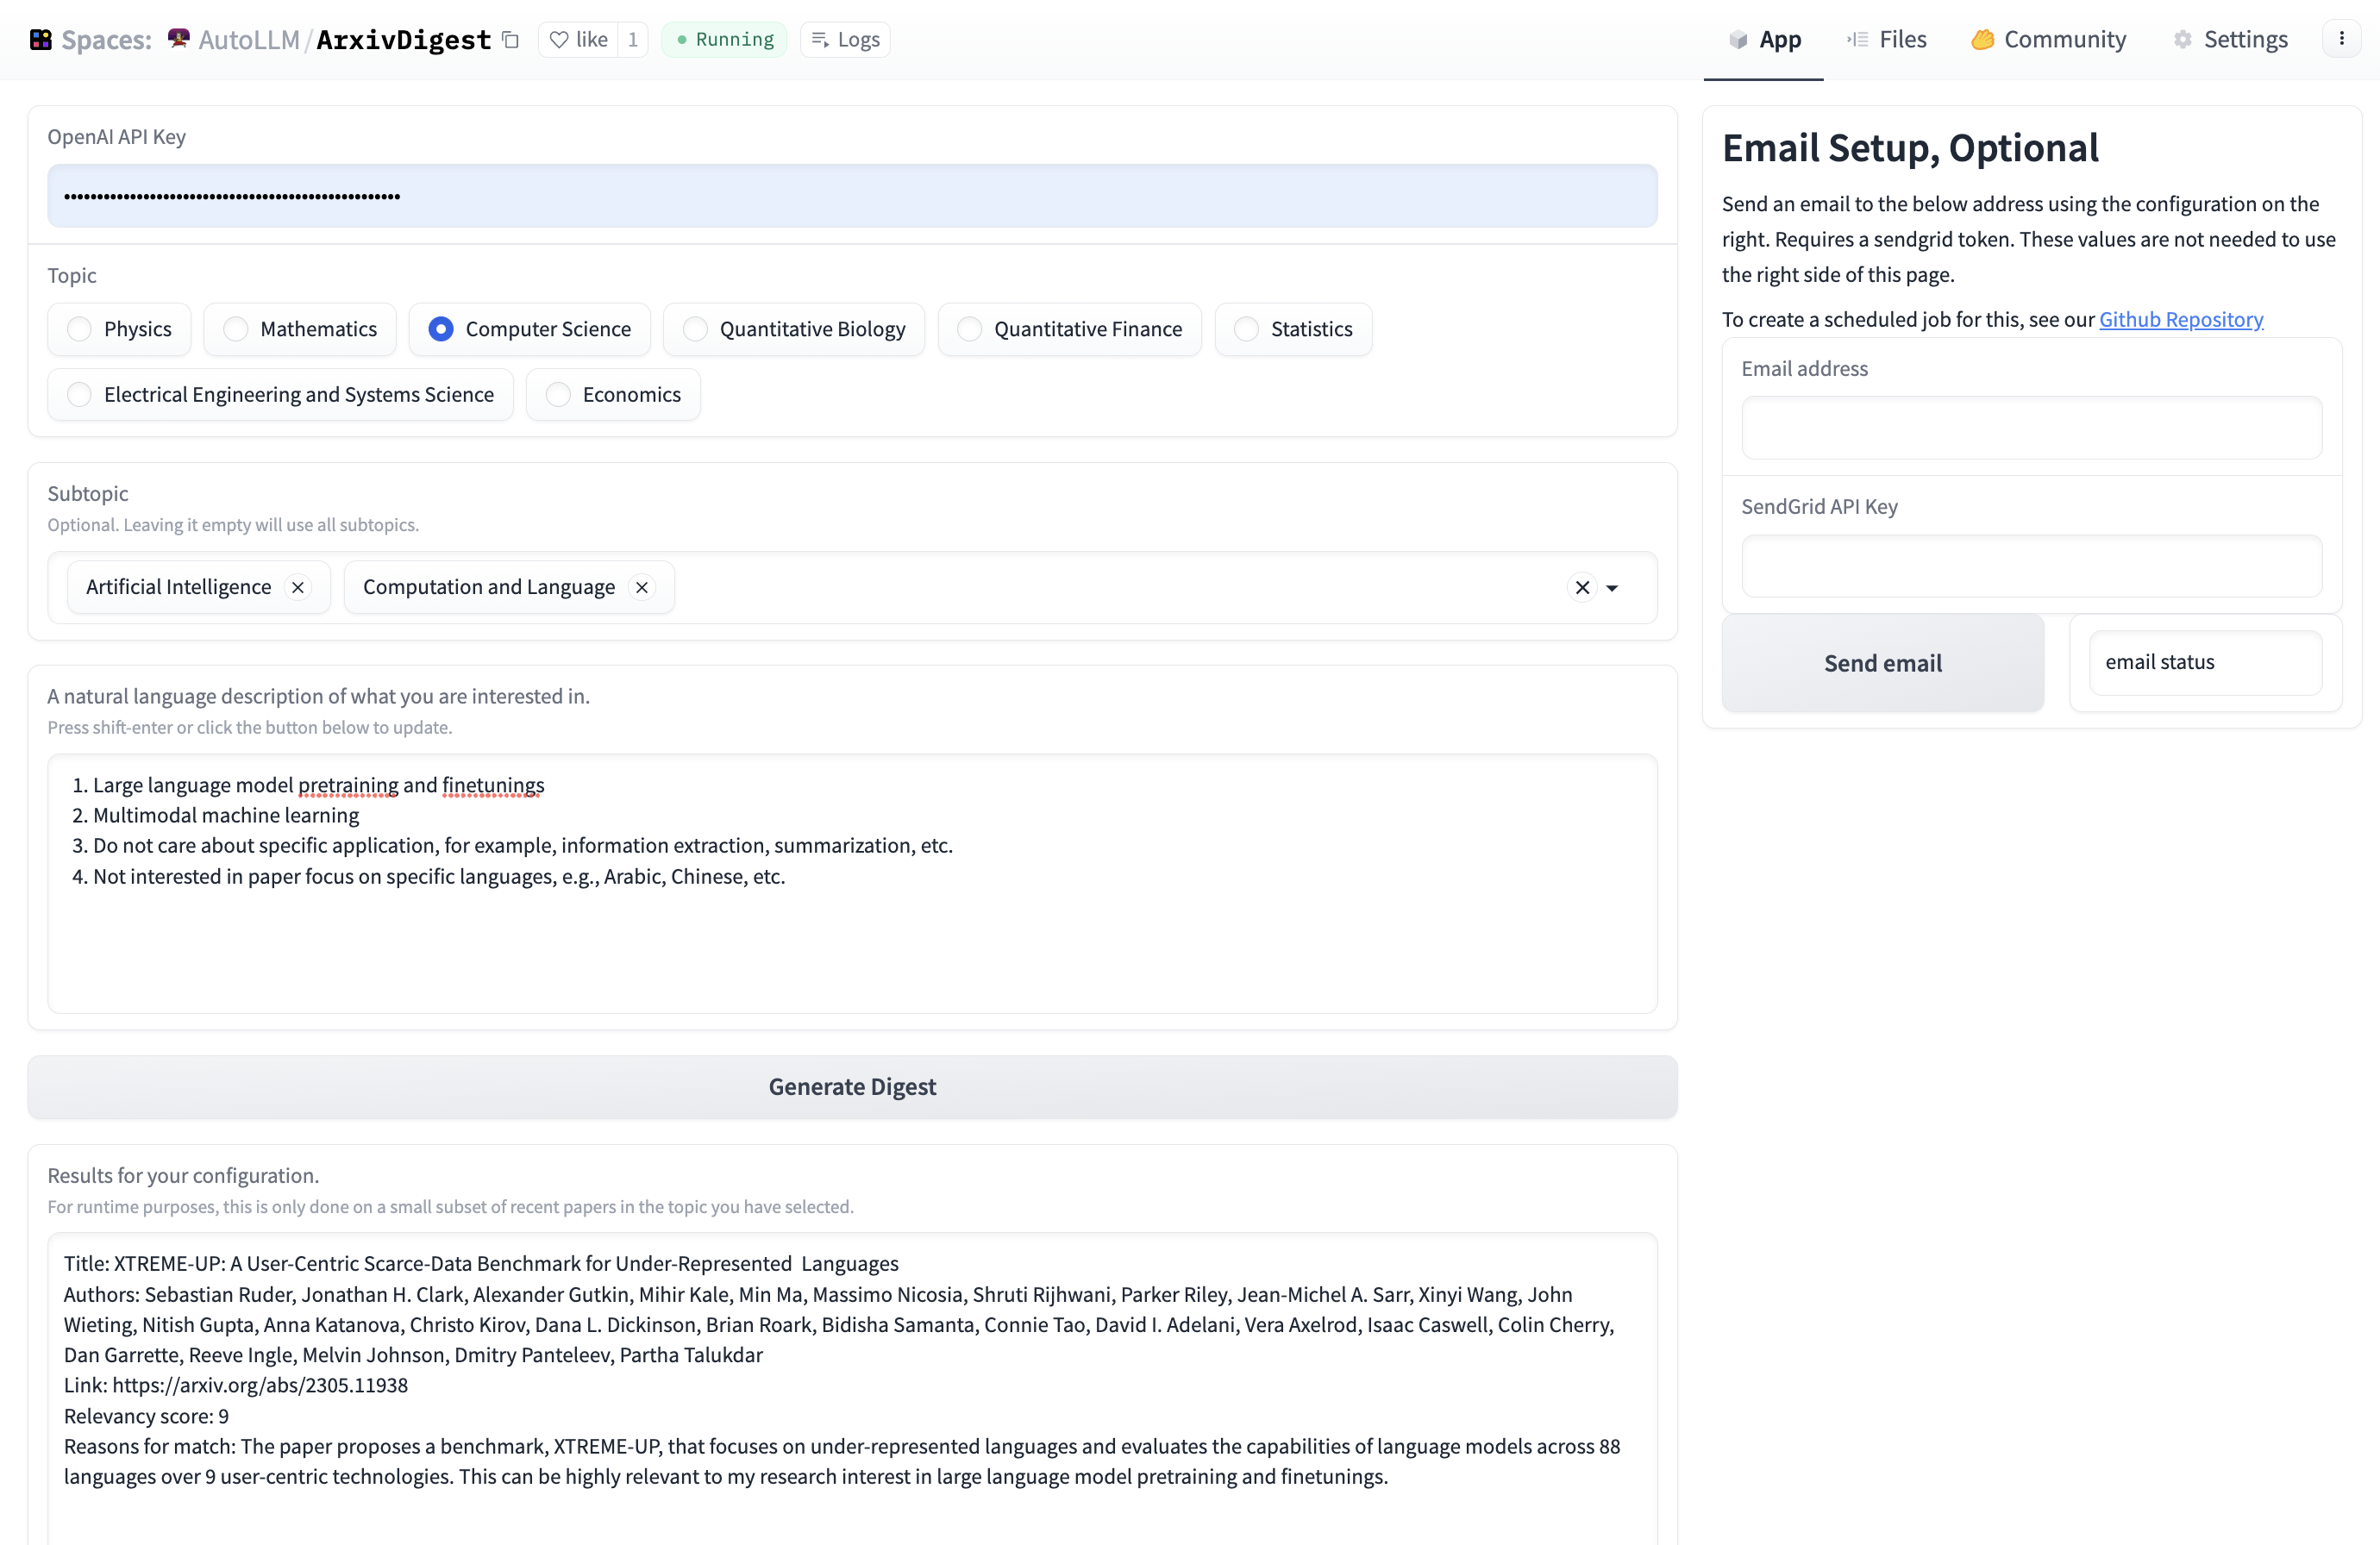 Spaces: AutoLLM/ArxivDigest like 1 Running Logs
App Files Community Settings
OpenAI API Key
••••••••••••••••••••••••••••••••••••••••••••••••••••
Topic
Physics Mathematics Computer Science Quantitative Biology Quantitative Finance Statistics
Electrical Engineering and Systems Science Economics
Subtopic
Optional. Leaving it empty will use all subtopics.
Artificial Intelligence Computation and Language
A natural language description of what you are interested in.
Press shift-enter or click the button below to update.
1. Large language model pretraining and finetunings
2. Multimodal machine learning
3. Do not care about specific application, for example, information extraction, summarization, etc.
4. Not interested in paper focus on specific languages, e.g., Arabic, Chinese, etc.
Generate Digest
Results for your configuration.
For runtime purposes, this is only done on a small subset of recent papers in the topic you have selected.
Title: XTREME-UP: A User-Centric Scarce-Data Benchmark for Under-Represented  Languages
Authors: Sebastian Ruder, Jonathan H. Clark, Alexander Gutkin, Mihir Kale, Min Ma, Massimo Nicosia, Shruti Rijhwani, Parker Riley, Jean-Michel A. Sarr, Xinyi Wang, John
Wieting, Nitish Gupta, Anna Katanova, Christo Kirov, Dana L. Dickinson, Brian Roark, Bidisha Samanta, Connie Tao, David I. Adelani, Vera Axelrod, Isaac Caswell, Colin Cherry,
Dan Garrette, Reeve Ingle, Melvin Johnson, Dmitry Panteleev, Partha Talukdar
Link: https://arxiv.org/abs/2305.11938
Relevancy score: 9
Reasons for match: The paper proposes a benchmark, XTREME-UP, that focuses on under-represented languages and evaluates the capabilities of language models across 88
languages over 9 user-centric technologies. This can be highly relevant to my research interest in large language model pretraining and finetunings.
Email Setup, Optional
Send an email to the below address using the configuration on the
right. Requires a sendgrid token. These values are not needed to use
the right side of this page.
To create a scheduled job for this, see our Github Repository
Email address
SendGrid API Key
Send email
email status